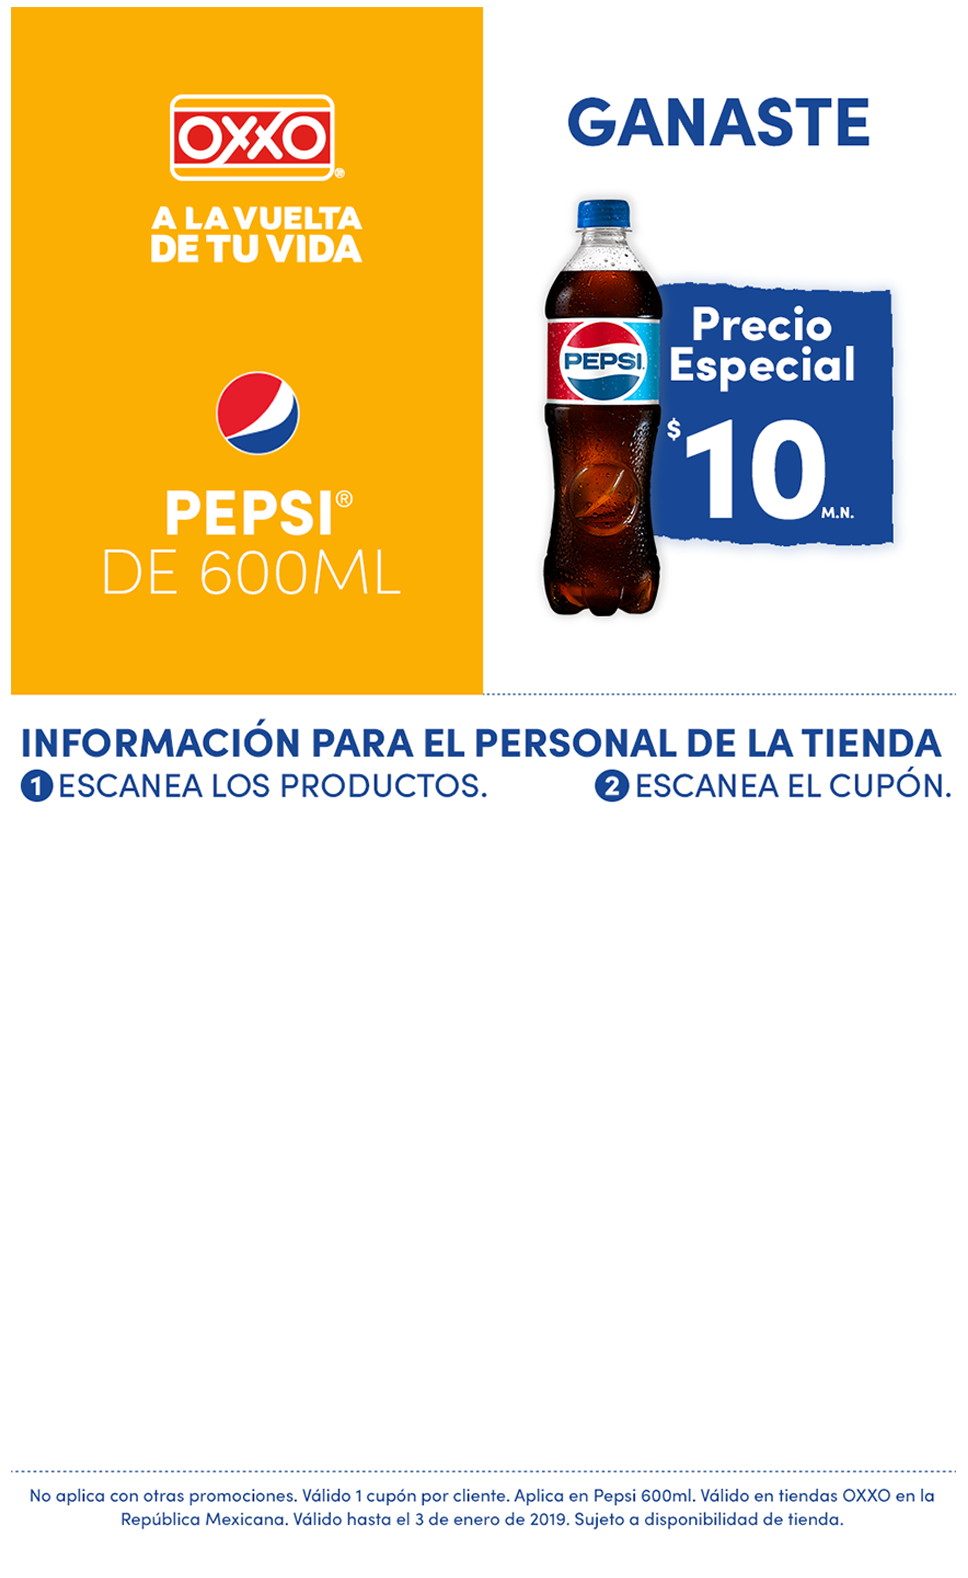 OXXO®
A LA VUELTA
DE TU VIDA
PEPSI®
DE 600ML
GANASTE
PEPSI.
Precio
Especial
$10 M.N.
INFORMACIÓN PARA EL PERSONAL DE LA TIENDA
1 ESCANEA LOS PRODUCTOS.
2 ESCANEA EL CUPÓN.
No aplica con otras promociones. Válido 1 cupón por cliente. Aplica en Pepsi 600ml. Válido en tiendas OXXO en la
República Mexicana. Válido hasta el 3 de enero de 2019. Sujeto a disponibilidad de tienda.